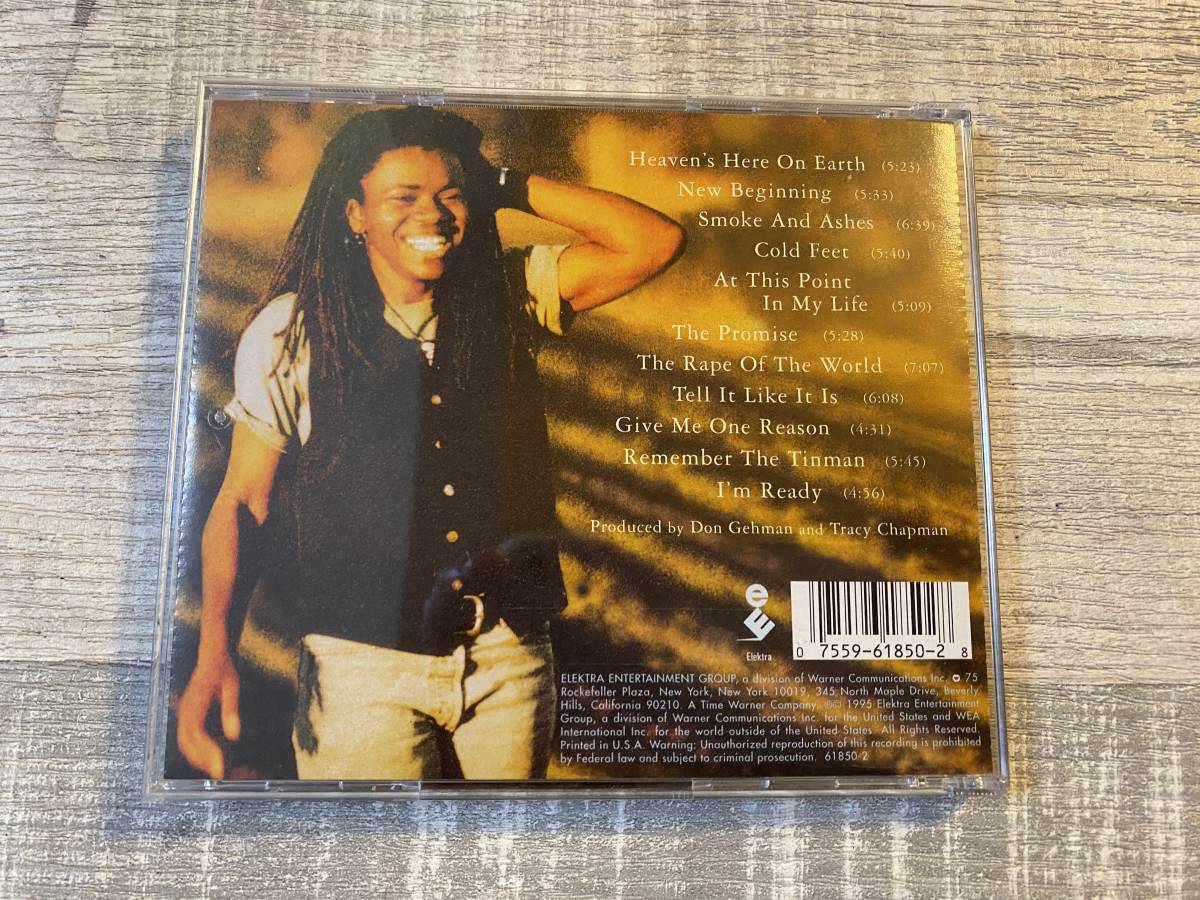 Heaven's Here On Earth (5:23)
New Beginning (5:33)
Smoke And Ashes (6:39)
Cold Feet (5:40)
At This Point
In My Life (5:09)
The Promise (5:28)
The Rape Of The World (7:07)
Tell It Like It Is (6:08)
Give Me One Reason (4:31)
Remember The Tinman (5:45)
I'm Ready (4:56)
Produced by Don Gehman and Tracy Chapman
Elektra
0 7559-61850-2 8
ELEKTRA ENTERTAINMENT GROUP, a division of Warner Communications Inc. 75
Rockefeller Plaza, New York, New York 10019, 345 North Maple Drive, Beverly
Hills, California 90210. A Time Warner Company. ℗© 1995 Elektra Entertainment
Group, a division of Warner Communications Inc. for the United States and WEA
International Inc. for the world outside of the United States. All Rights Reserved.
Printed in U.S.A. Warning: Unauthorized reproduction of this recording is prohibited
by Federal law and subject to criminal prosecution. 61850-2